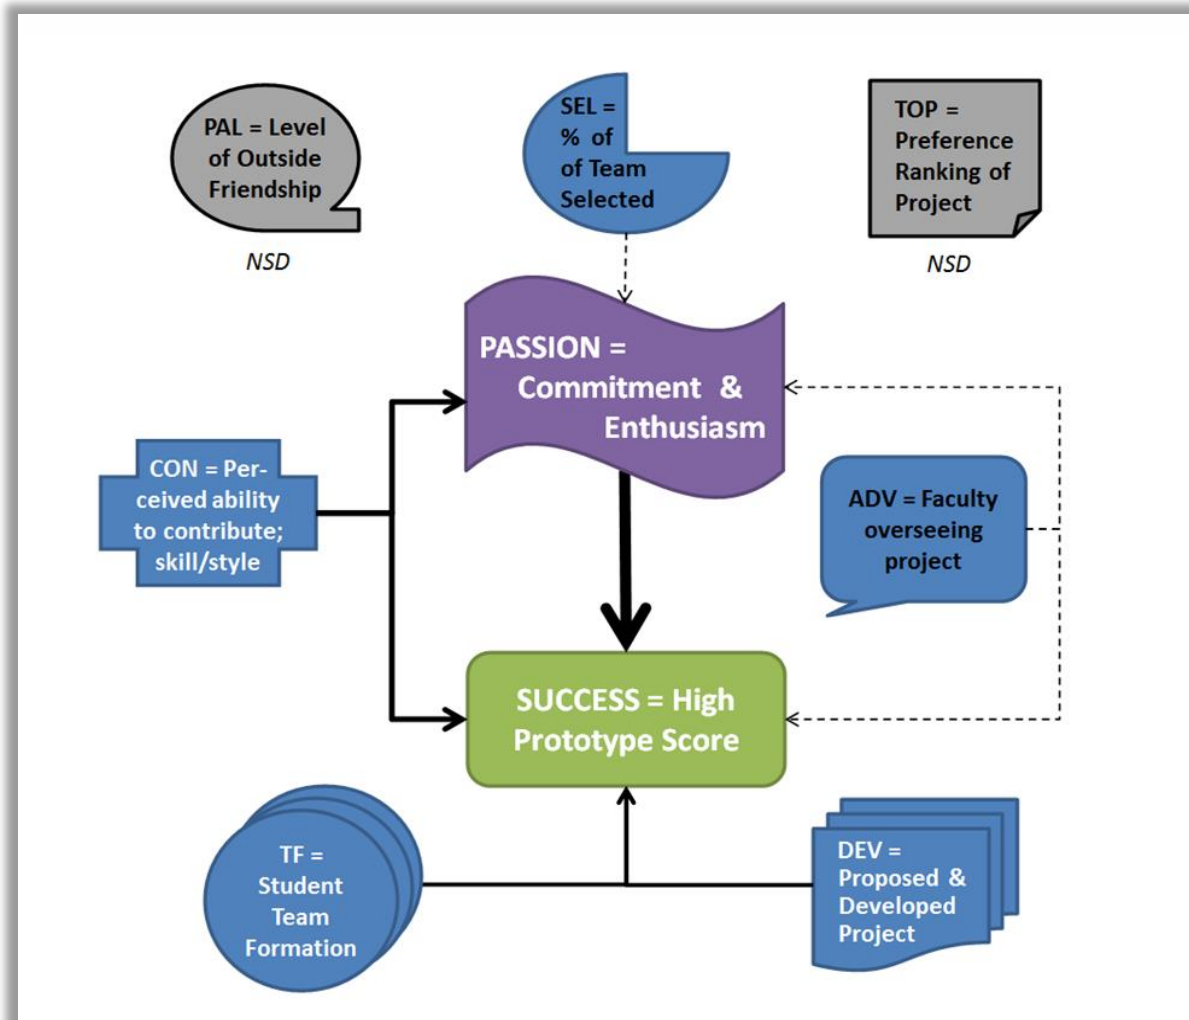 PAL = Level
of Outside
Friendship
NSD
SEL =
% of
of Team
Selected
TOP =
Preference
Ranking of
Project
NSD
PASSION =
Commitment &
Enthusiasm
CON = Per-
ceived ability
to contribute;
skill/style
ADV = Faculty
overseeing
project
SUCCESS = High
Prototype Score
TF =
Student
Team
Formation
DEV =
Proposed &
Developed
Project